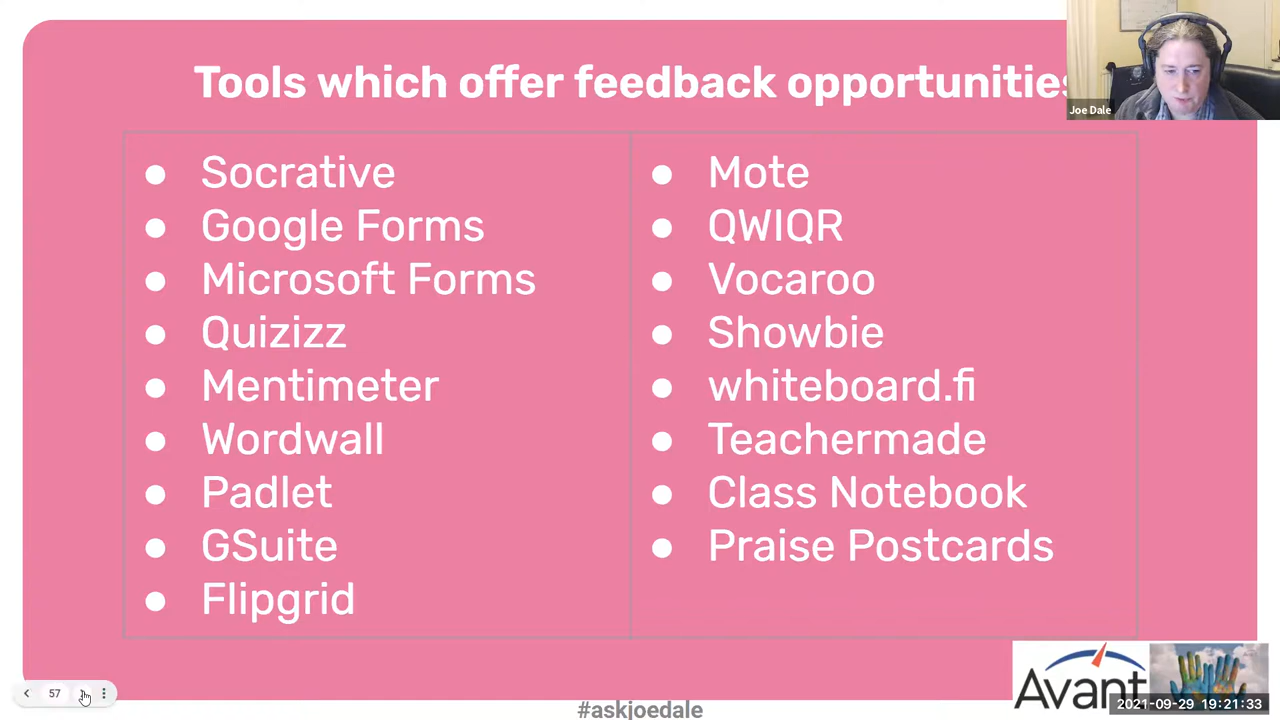 Tools which offer feedback opportunities
Joe Dale
Socrative
Google Forms
Microsoft Forms
Quizizz
Mentimeter
Wordwall
Padlet
GSuite
Flipgrid
Mote
QWIQR
Vocaroo
Showbie
whiteboard.fi
Teachermade
Class Notebook
Praise Postcards
57
Avant
2021-09-29 19:21:33
#askjoedale